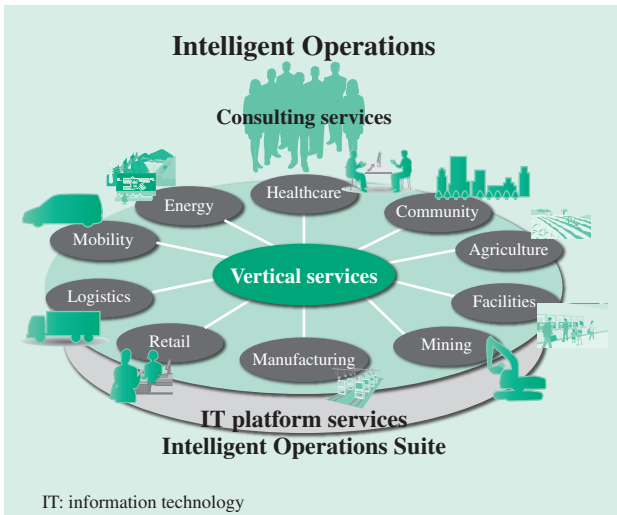 Intelligent Operations
Consulting services
Healthcare
Energy
Community
Mobility
Agriculture
Vertical services
Logistics
Facilities
Retail
Manufacturing
Mining
IT platform services
Intelligent Operations Suite
IT: information technology